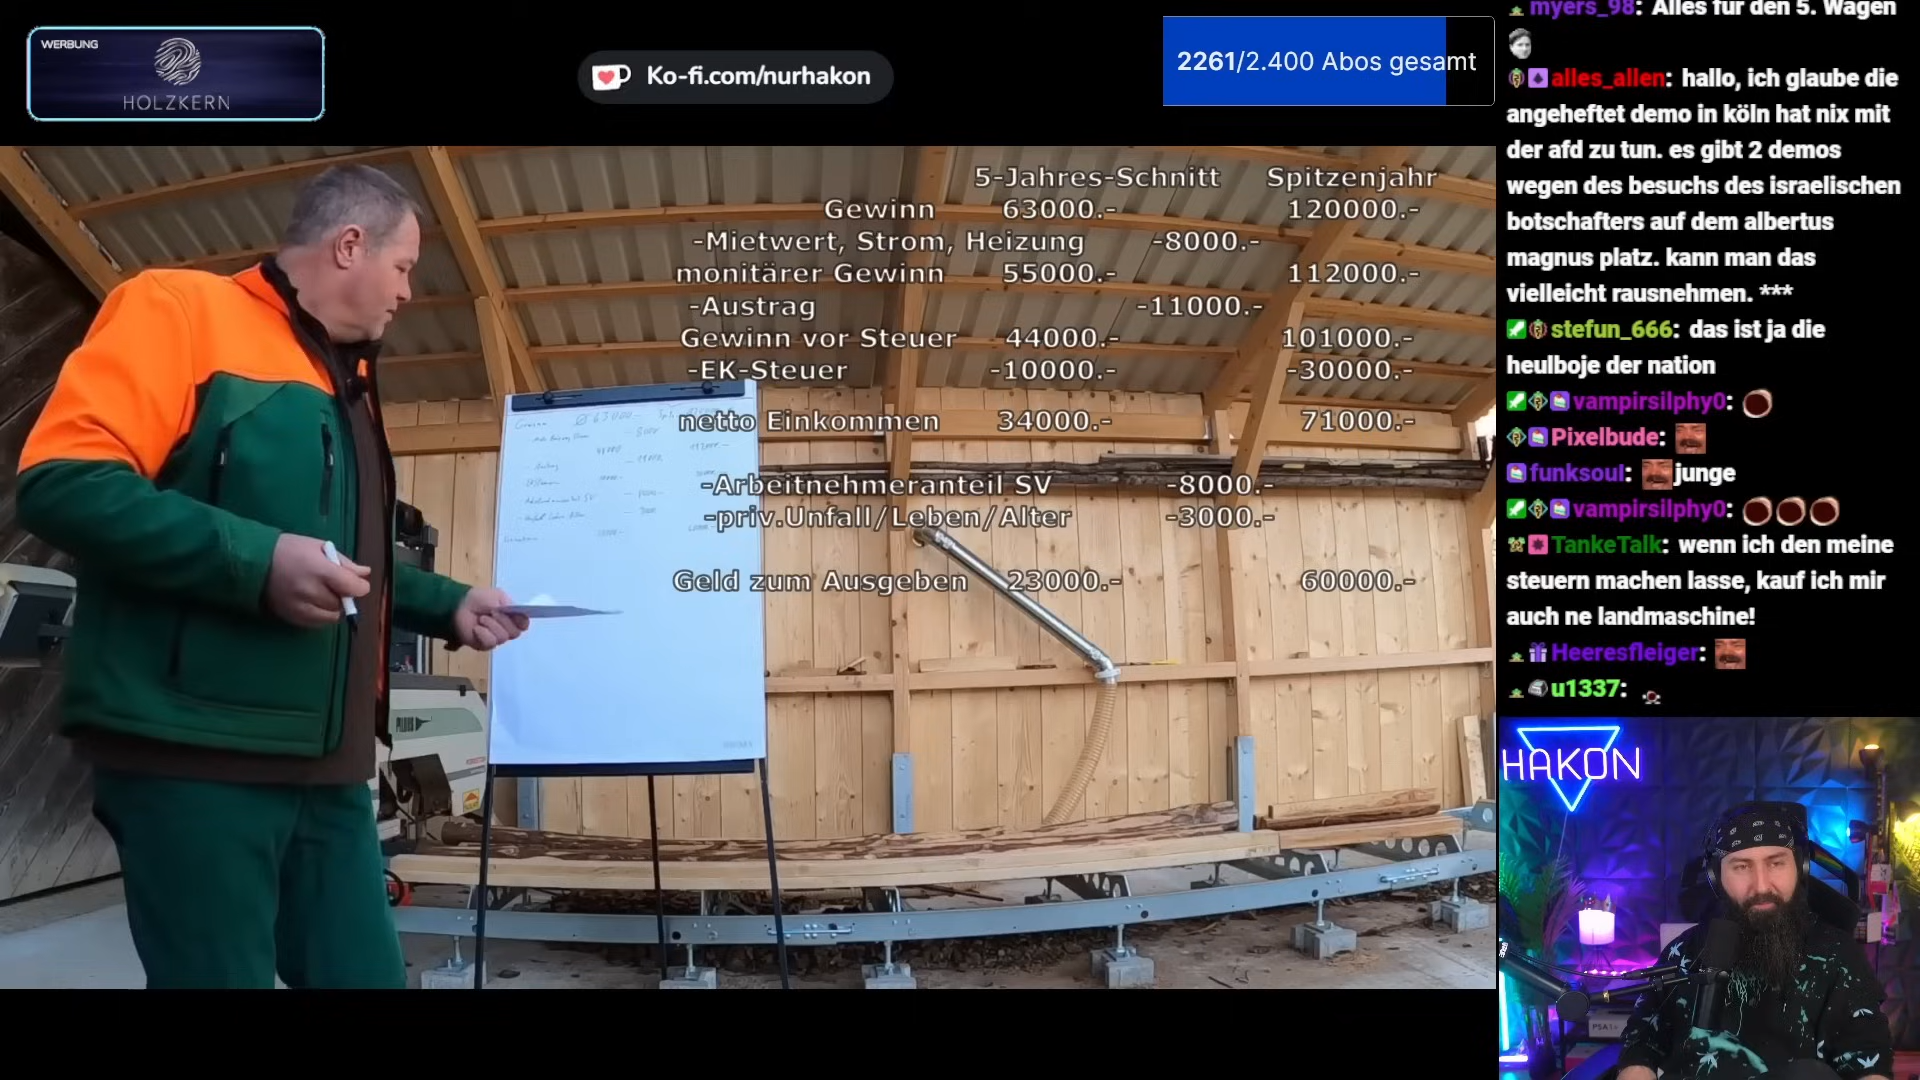 WERBUNG
HOLZKERN
Ko-fi.com/nurhakon
2261/2.400 Abos gesamt
5-Jahres-Schnitt Spitzenjahr
Gewinn 63000.- 120000.-
-Mietwert, Strom, Heizung -8000.-
monitärer Gewinn 55000.- 112000.-
-Austrag -11000.-
Gewinn vor Steuer 44000.- 101000.-
-EK-Steuer -10000.- -30000.-
netto Einkommen 34000.- 71000.-
-Arbeitnehmeranteil SV -8000.-
-priv.Unfall/Leben/Alter -3000.-
Geld zum Ausgeben 23000.- 60000.-
myers_98: Alles für den 5. Wagen
alles_allen: hallo, ich glaube die
angeheftet demo in köln hat nix mit
der afd zu tun. es gibt 2 demos
wegen des besuchs des israelischen
botschafters auf dem albertus
magnus platz. kann man das
vielleicht rausnehmen. ***
stefun_666: das ist ja die
heulboje der nation
vampirsilphy0:
Pixelbude:
funksoul: junge
vampirsilphy0:
TankeTalk: wenn ich den meine
steuern machen lasse, kauf ich mir
auch ne landmaschine!
Heeresfleiger:
u1337:
HAKON